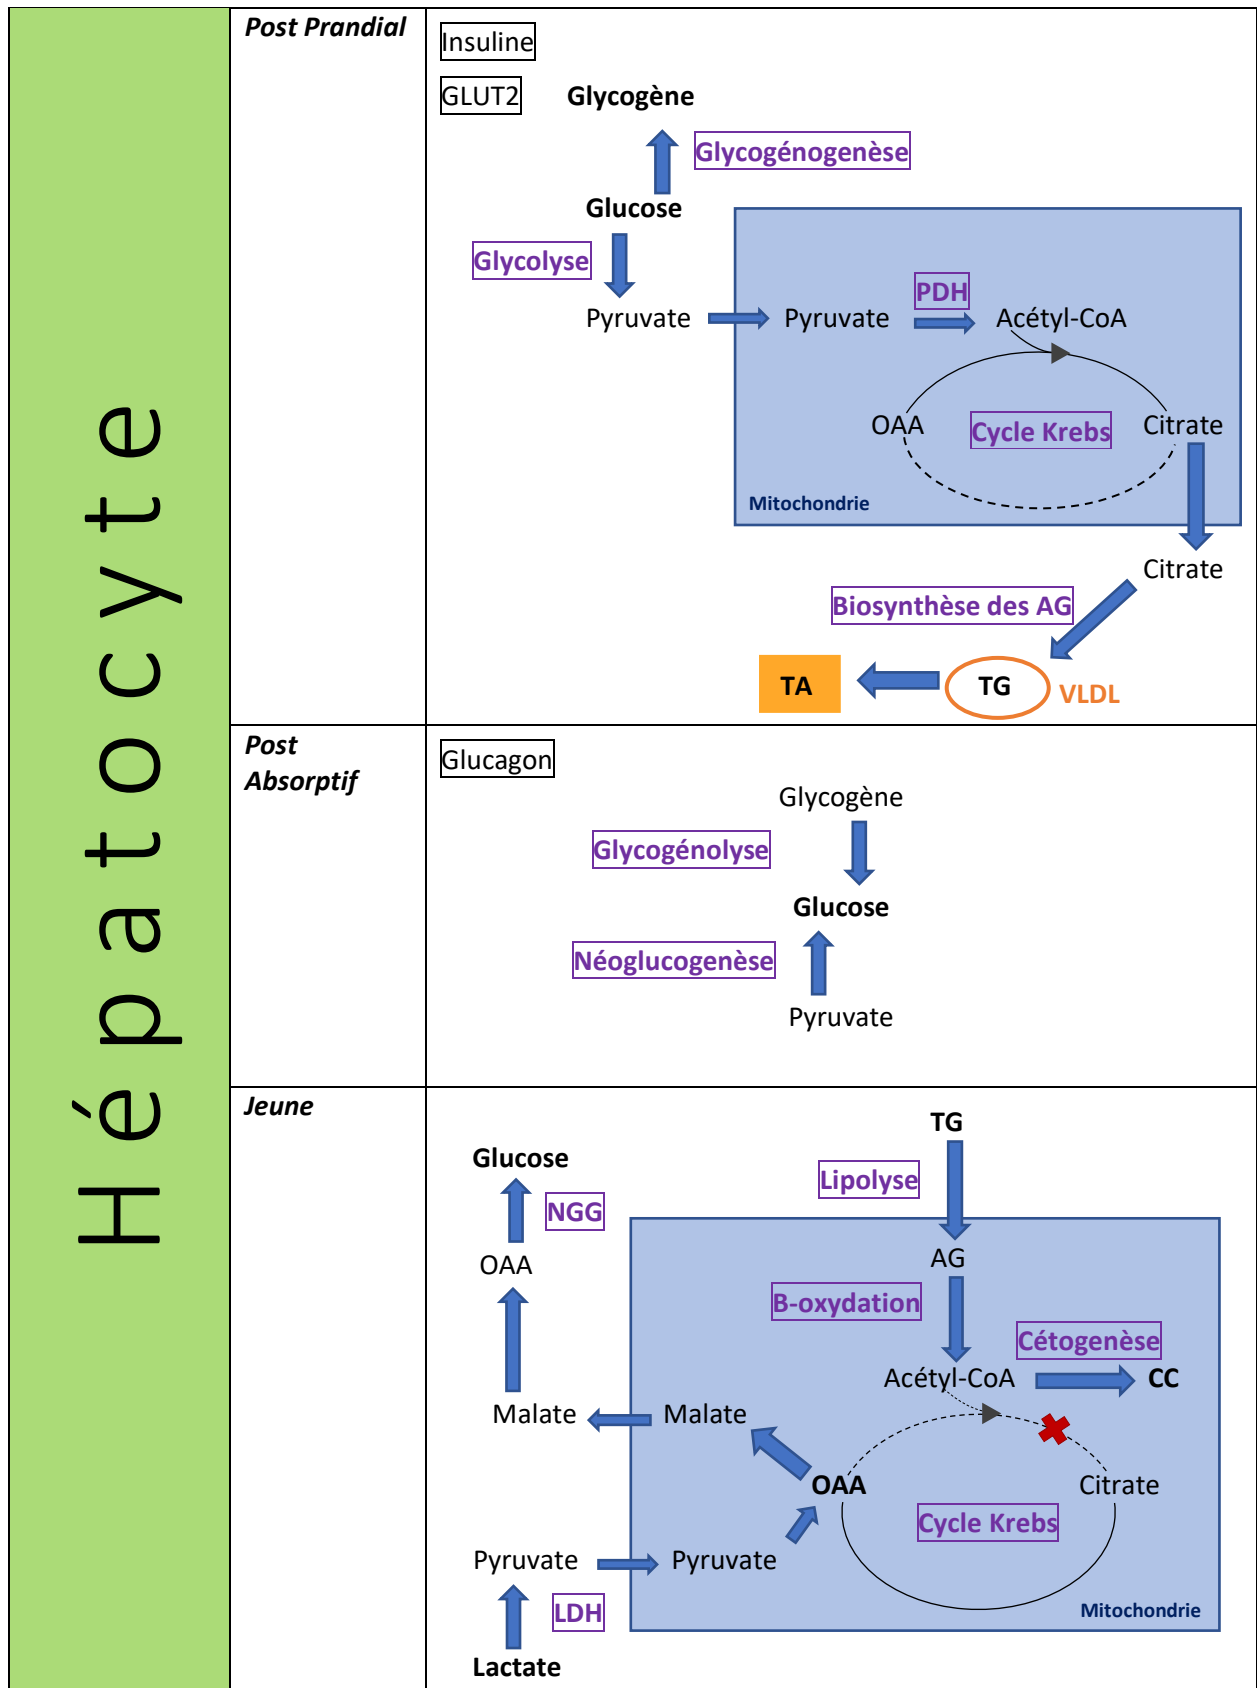 Hépatocyte
Post Prandial
Insuline
GLUT2
Glycogène
Glycogénogenèse
Glucose
Glycolyse
PDH
Pyruvate
Pyruvate
Acétyl-CoA
OAA
Cycle Krebs
Citrate
Mitochondrie
Citrate
Biosynthèse des AG
TA
TG
VLDL
Post
Absorptif
Glucagon
Glycogène
Glycogénolyse
Glucose
Néoglucogenèse
Pyruvate
Jeune
TG
Glucose
Lipolyse
NGG
OAA
AG
B-oxydation
Cétogenèse
Acétyl-CoA
CC
Malate
Malate
OAA
Citrate
Cycle Krebs
Pyruvate
Pyruvate
LDH
Mitochondrie
Lactate